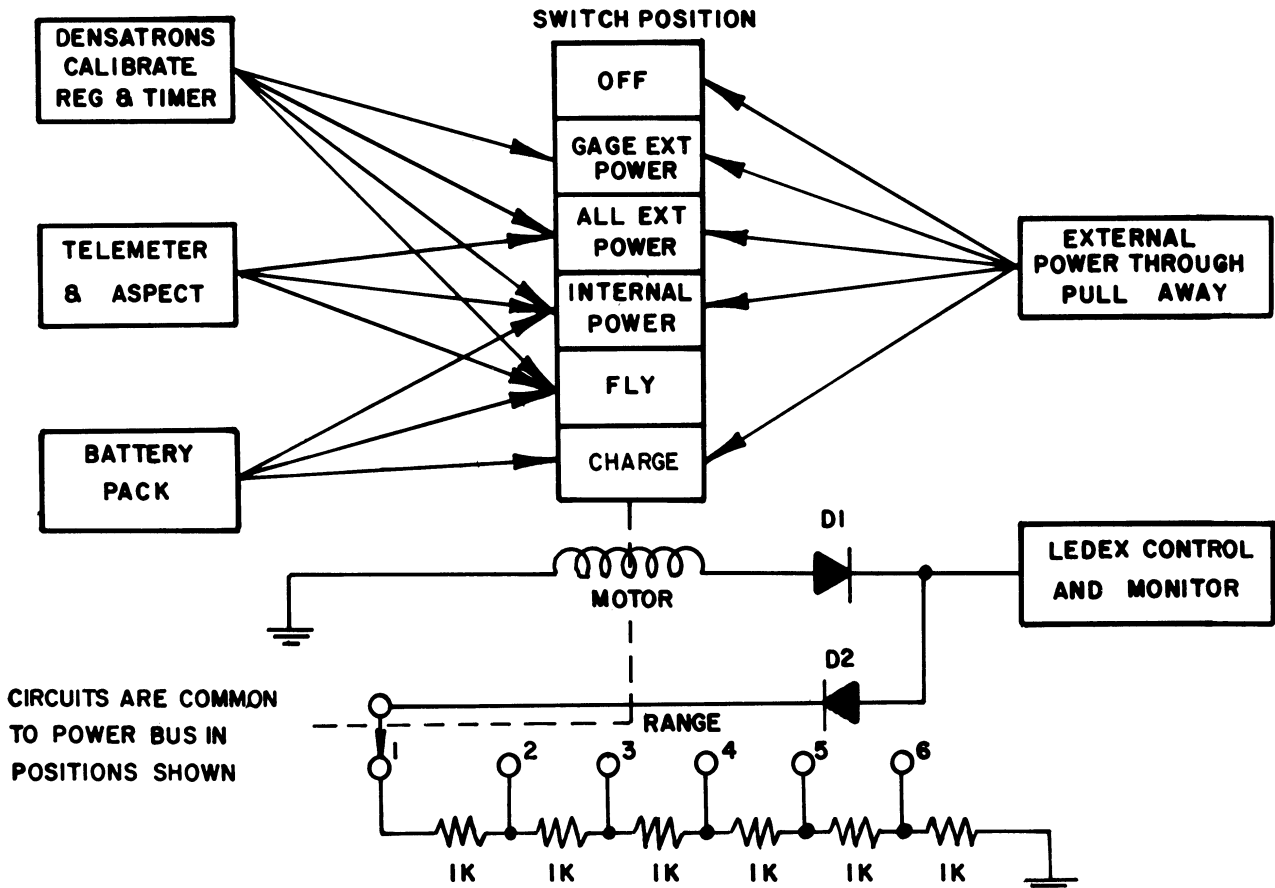 SWITCH POSITION
DENSATRONS
CALIBRATE
REG & TIMER
TELEMETER
& ASPECT
BATTERY
PACK
OFF
GAGE EXT
POWER
ALL EXT
POWER
INTERNAL
POWER
FLY
CHARGE
EXTERNAL
POWER THROUGH
PULL AWAY
MOTOR
D1
LEDEX CONTROL
AND MONITOR
D2
CIRCUITS ARE COMMON
TO POWER BUS IN
POSITIONS SHOWN
RANGE
1 2 3 4 5 6
1K 1K 1K 1K 1K 1K